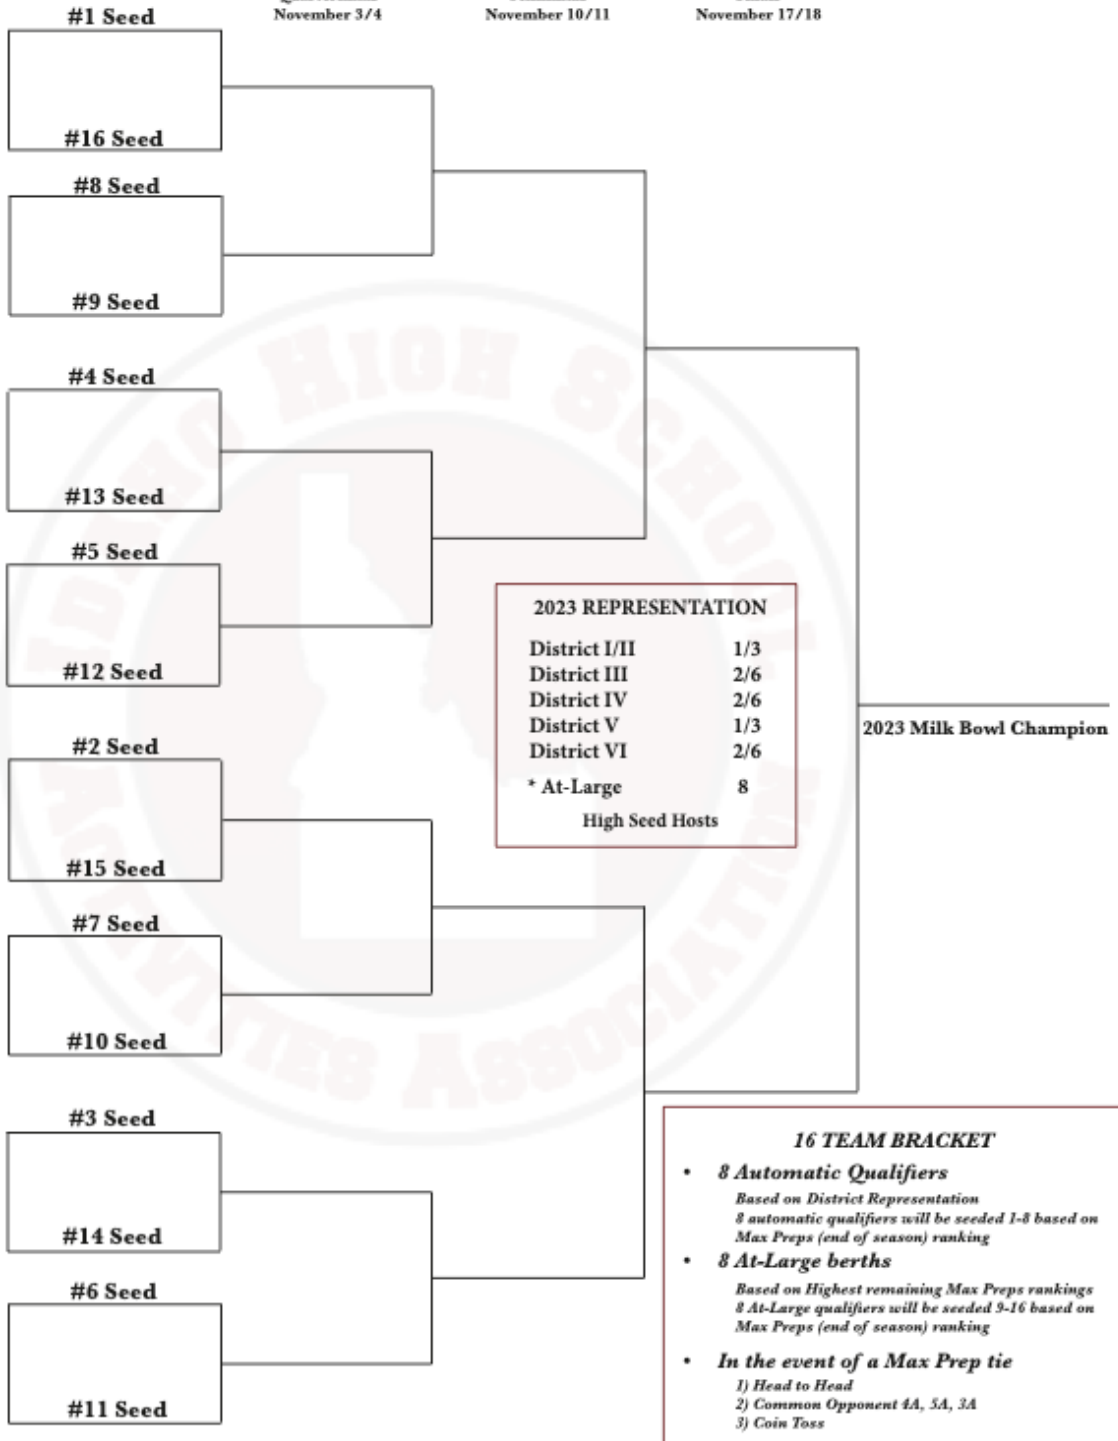 November 3/4
November 10/11
November 17/18
#1 Seed
#16 Seed
#8 Seed
#9 Seed
#4 Seed
#13 Seed
#5 Seed
#12 Seed
#2 Seed
#15 Seed
#7 Seed
#10 Seed
#3 Seed
#14 Seed
#6 Seed
#11 Seed
IDAHO HIGH SCHOOL
ACTIVITIES ASSOCIATION
2023 REPRESENTATION
District I/II 1/3
District III 2/6
District IV 2/6
District V 1/3
District VI 2/6
* At-Large 8
High Seed Hosts
2023 Milk Bowl Champion
16 TEAM BRACKET
• 8 Automatic Qualifiers
Based on District Representation
8 automatic qualifiers will be seeded 1-8 based on
Max Preps (end of season) ranking
• 8 At-Large berths
Based on Highest remaining Max Preps rankings
8 At-Large qualifiers will be seeded 9-16 based on
Max Preps (end of season) ranking
• In the event of a Max Prep tie
1) Head to Head
2) Common Opponent 4A, 5A, 3A
3) Coin Toss